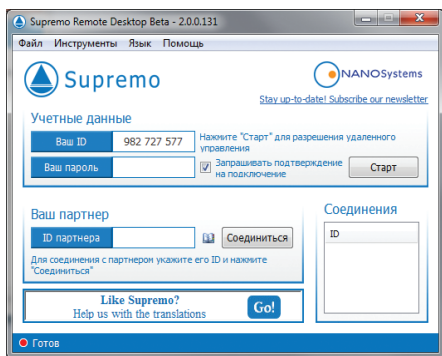 Supremo Remote Desktop Beta - 2.0.0.131
Файл Инструменты Язык Помощь
Supremo
NANOSystems
Stay up-to-date! Subscribe our newsletter
Учетные данные
Ваш ID 982 727 577
Нажмите "Старт" для разрешения удаленного
управления
Ваш пароль
Запрашивать подтверждение
на подключение
Старт
Ваш партнер
ID партнера
Соединиться
Для соединения с партнером укажите его ID и нажмите
"Соединиться"
Соединения
ID
Like Supremo?
Help us with the translations
Go!
Готов